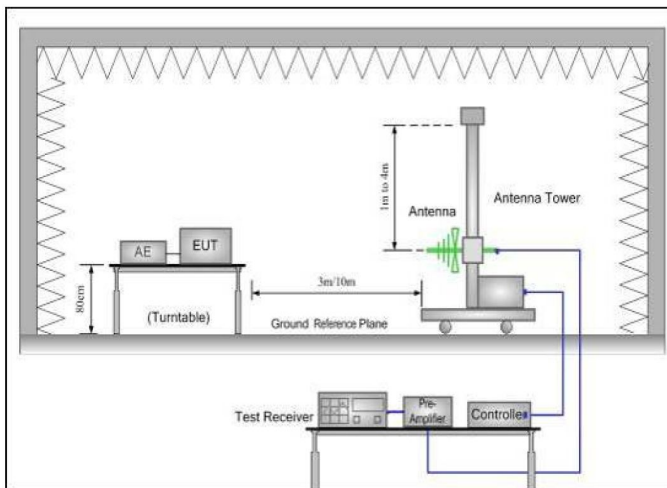 1m to 4m
Antenna
Antenna Tower
AE
EUT
80cm
(Turntable)
3m/10m
Ground Reference Plane
Test Receiver
Pre-
Amplifier
Controller